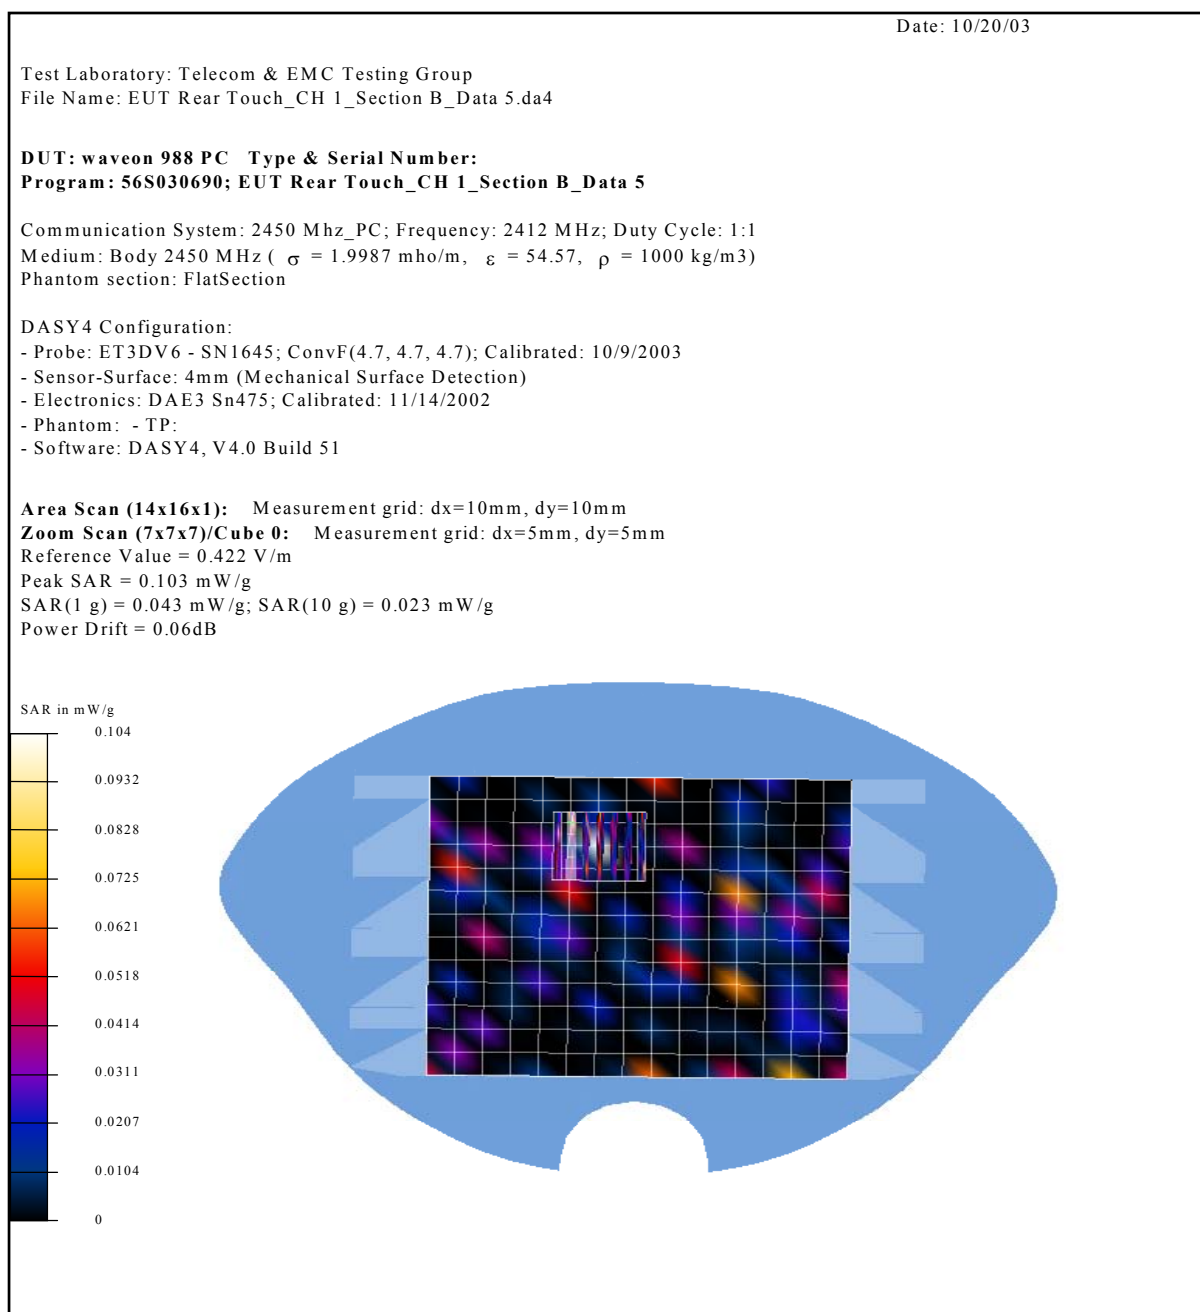 Date: 10/20/03
Test Laboratory: Telecom & EMC Testing Group
File Name: EUT Rear Touch_CH 1_Section B_Data 5.da4
DUT: waveon 988 PC Type & Serial Number:
Program: 56S030690; EUT Rear Touch_CH 1_Section B_Data 5
Communication System: 2450 Mhz_PC; Frequency: 2412 MHz; Duty Cycle: 1:1
Medium: Body 2450 MHz ( σ = 1.9987 mho/m, ε = 54.57, ρ = 1000 kg/m3)
Phantom section: FlatSection
DASY4 Configuration:
- Probe: ET3DV6 - SN1645; ConvF(4.7, 4.7, 4.7); Calibrated: 10/9/2003
- Sensor-Surface: 4mm (Mechanical Surface Detection)
- Electronics: DAE3 Sn475; Calibrated: 11/14/2002
- Phantom: - TP:
- Software: DASY4, V4.0 Build 51
Area Scan (14x16x1): Measurement grid: dx=10mm, dy=10mm
Zoom Scan (7x7x7)/Cube 0: Measurement grid: dx=5mm, dy=5mm
Reference Value = 0.422 V/m
Peak SAR = 0.103 mW/g
SAR(1 g) = 0.043 mW/g; SAR(10 g) = 0.023 mW/g
Power Drift = 0.06dB
SAR in mW/g
0.104
0.0932
0.0828
0.0725
0.0621
0.0518
0.0414
0.0311
0.0207
0.0104
0